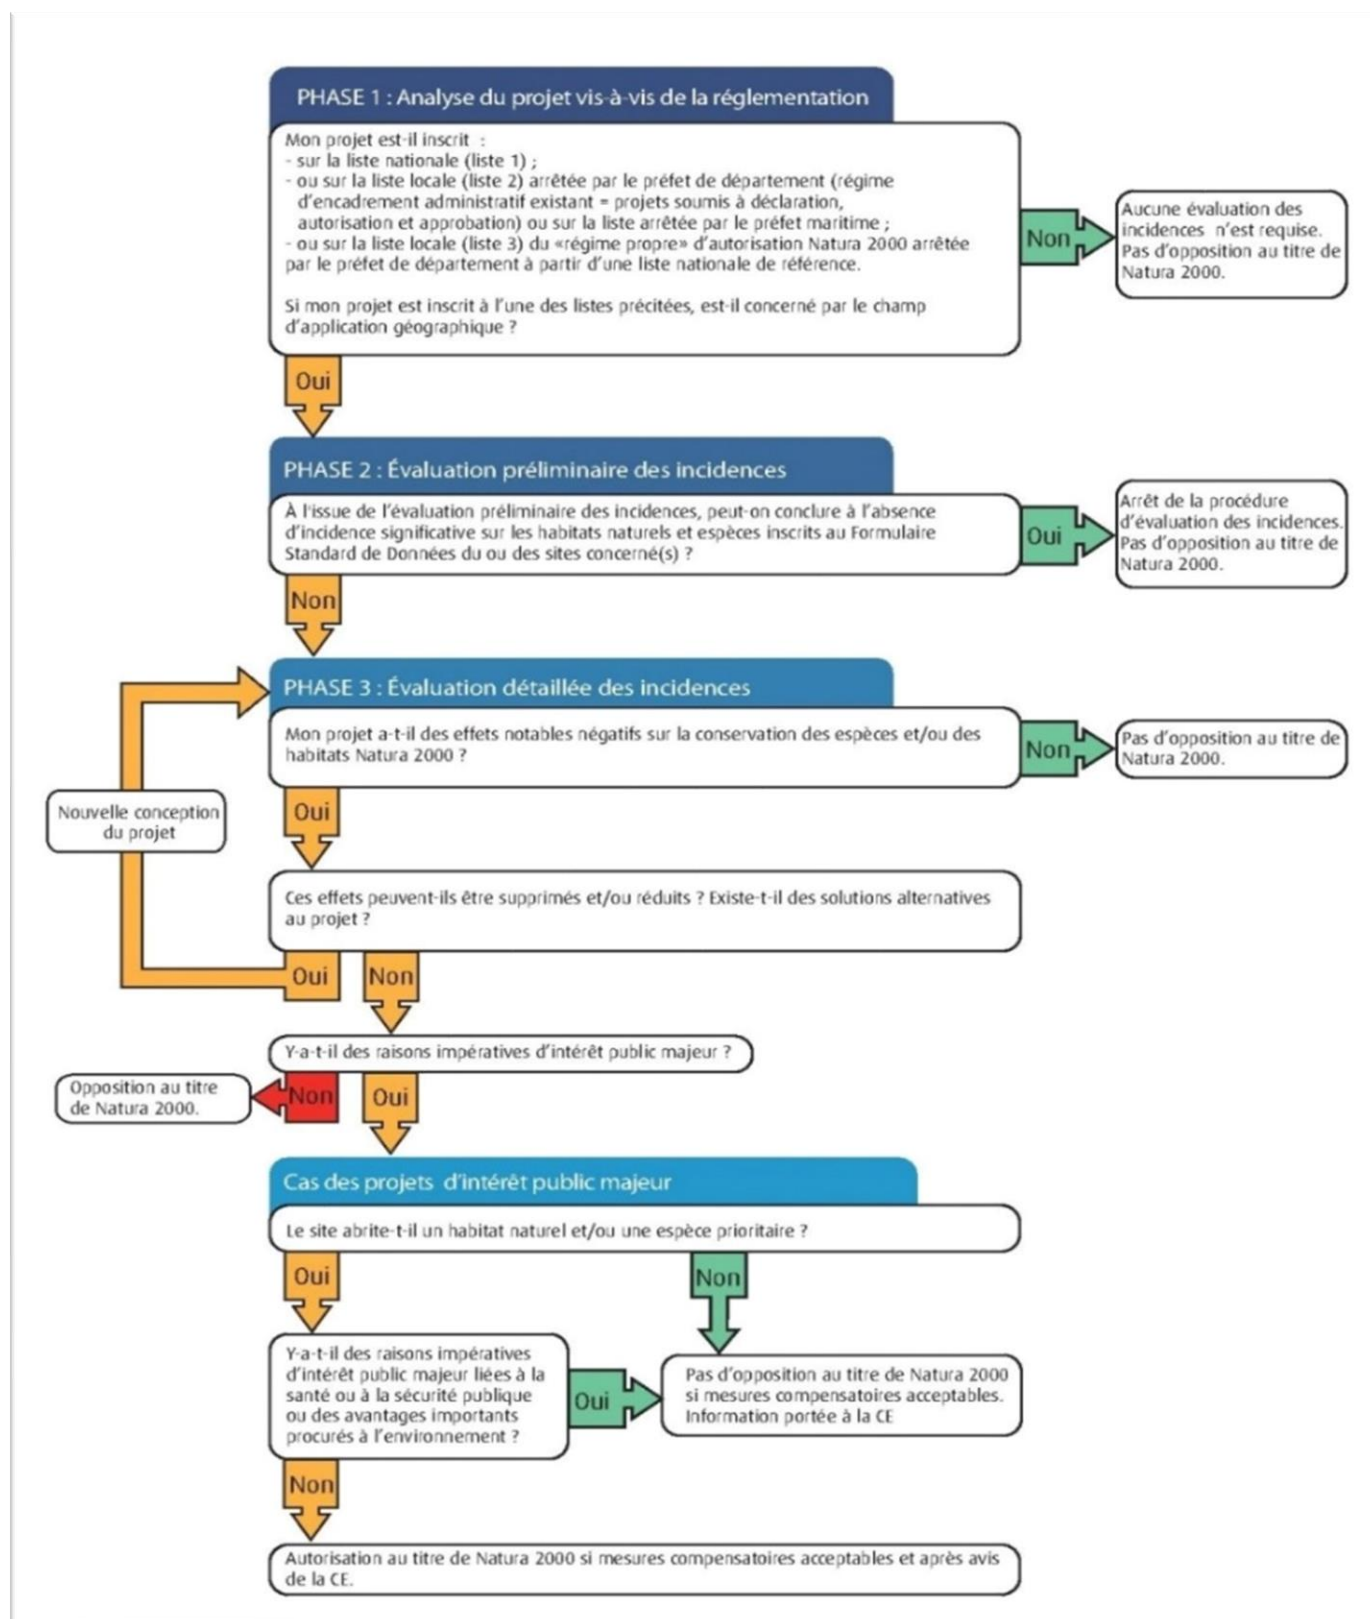 PHASE 1 : Analyse du projet vis-à-vis de la réglementation
Mon projet est-il inscrit :
- sur la liste nationale (liste 1) ;
- ou sur la liste locale (liste 2) arrêtée par le préfet de département (régime
d'encadrement administratif existant = projets soumis à déclaration,
autorisation et approbation) ou sur la liste arrêtée par le préfet maritime ;
- ou sur la liste locale (liste 3) du «régime propre» d'autorisation Natura 2000 arrêtée
par le préfet de département à partir d'une liste nationale de référence.
Si mon projet est inscrit à l'une des listes précitées, est-il concerné par le champ
d'application géographique ?
Non
Aucune évaluation des
incidences n'est requise.
Pas d'opposition au titre de
Natura 2000.
Oui
PHASE 2 : Évaluation préliminaire des incidences
À l'issue de l'évaluation préliminaire des incidences, peut-on conclure à l'absence
d'incidence significative sur les habitats naturels et espèces inscrits au Formulaire
Standard de Données du ou des sites concerné(s) ?
Oui
Arrêt de la procédure
d'évaluation des incidences.
Pas d'opposition au titre de
Natura 2000.
Non
PHASE 3 : Évaluation détaillée des incidences
Mon projet a-t-il des effets notables négatifs sur la conservation des espèces et/ou des
habitats Natura 2000 ?
Non
Pas d'opposition au titre de
Natura 2000.
Oui
Nouvelle conception
du projet
Ces effets peuvent-ils être supprimés et/ou réduits ? Existe-t-il des solutions alternatives
au projet ?
Oui
Non
Y-a-t-il des raisons impératives d'intérêt public majeur ?
Opposition au titre
de Natura 2000.
Non
Oui
Cas des projets d'intérêt public majeur
Le site abrite-t-il un habitat naturel et/ou une espèce prioritaire ?
Oui
Non
Y-a-t-il des raisons impératives
d'intérêt public majeur liées à la
santé ou à la sécurité publique
ou des avantages importants
procurés à l'environnement ?
Oui
Pas d'opposition au titre de Natura 2000
si mesures compensatoires acceptables.
Information portée à la CE
Non
Autorisation au titre de Natura 2000 si mesures compensatoires acceptables et après avis
de la CE.